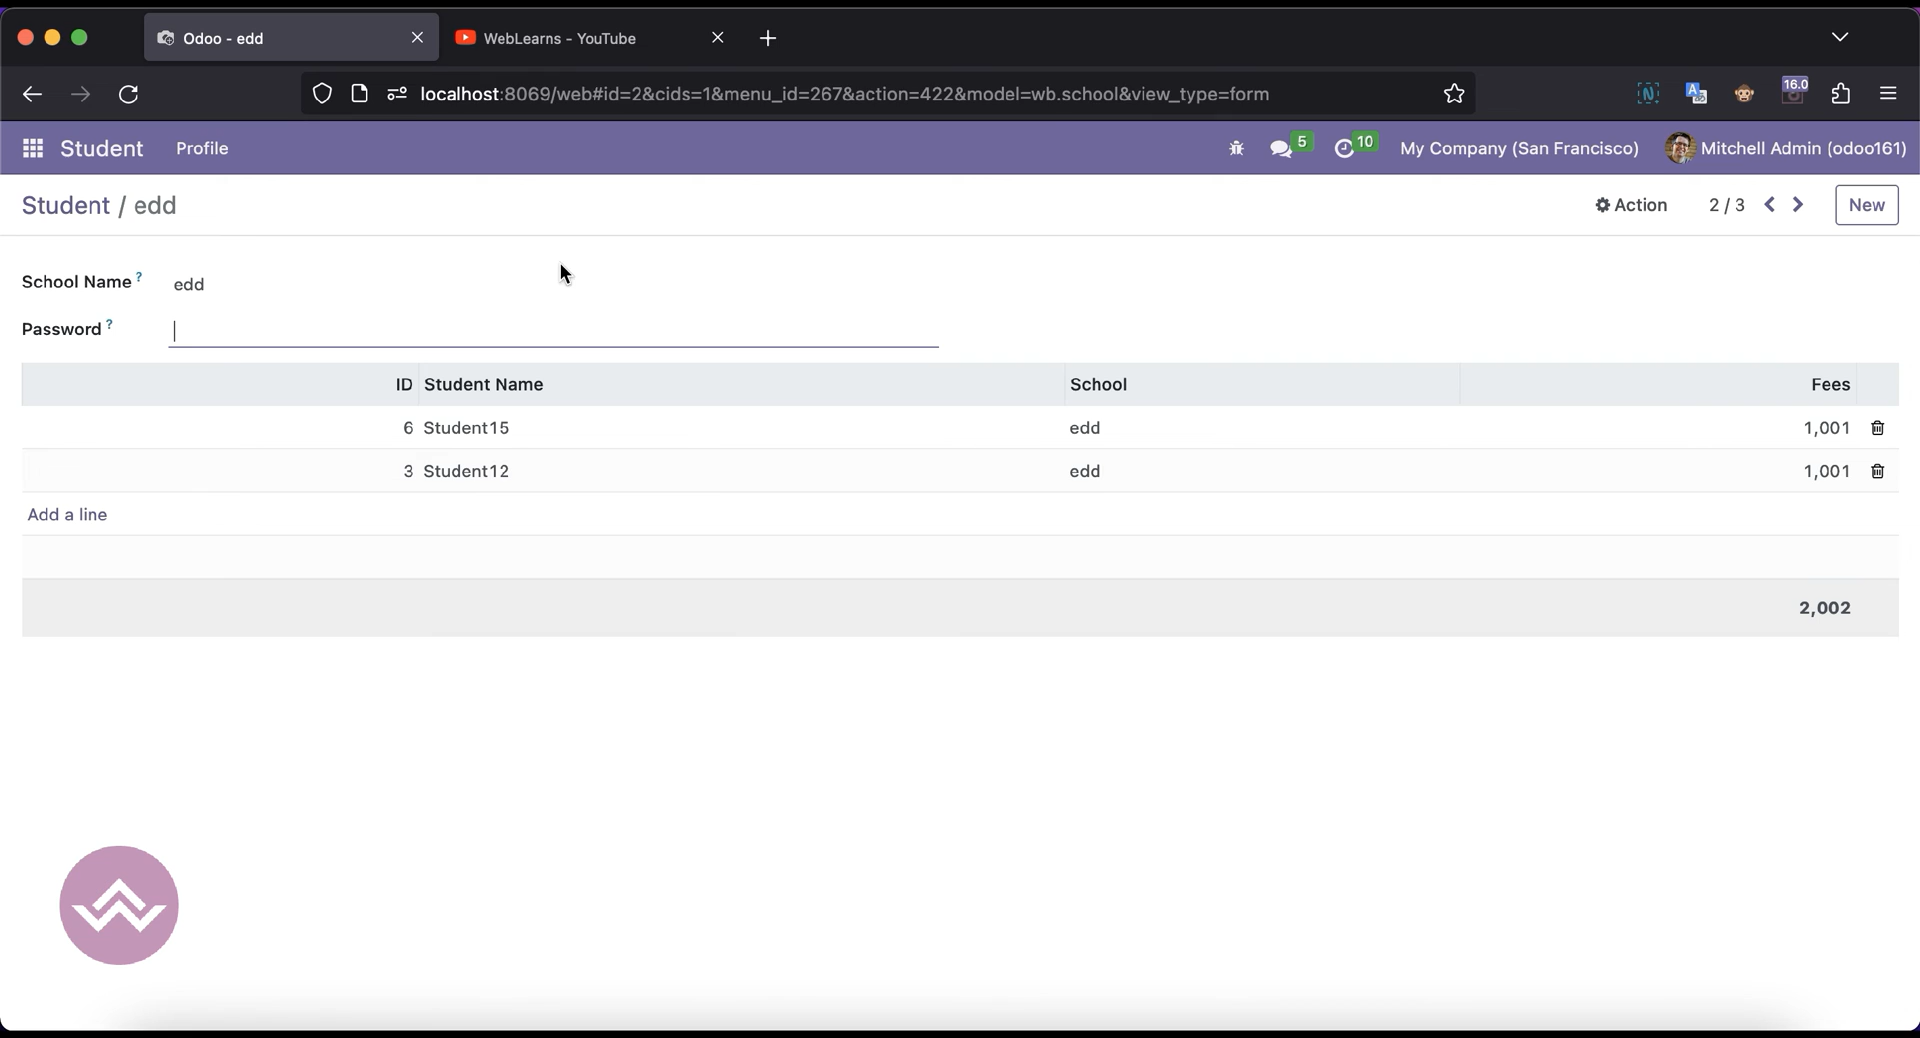 Odoo - edd
WebLearns - YouTube
localhost:8069/web#id=2&cids=1&menu_id=267&action=422&model=wb.school&view_type=form
16.0
Student Profile 5 10 My Company (San Francisco) Mitchell Admin (odoo161)
Student / edd Action 2 / 3 New
School Name ? edd
Password ?
ID Student Name School Fees
6 Student15 edd 1,001
3 Student12 edd 1,001
Add a line
2,002